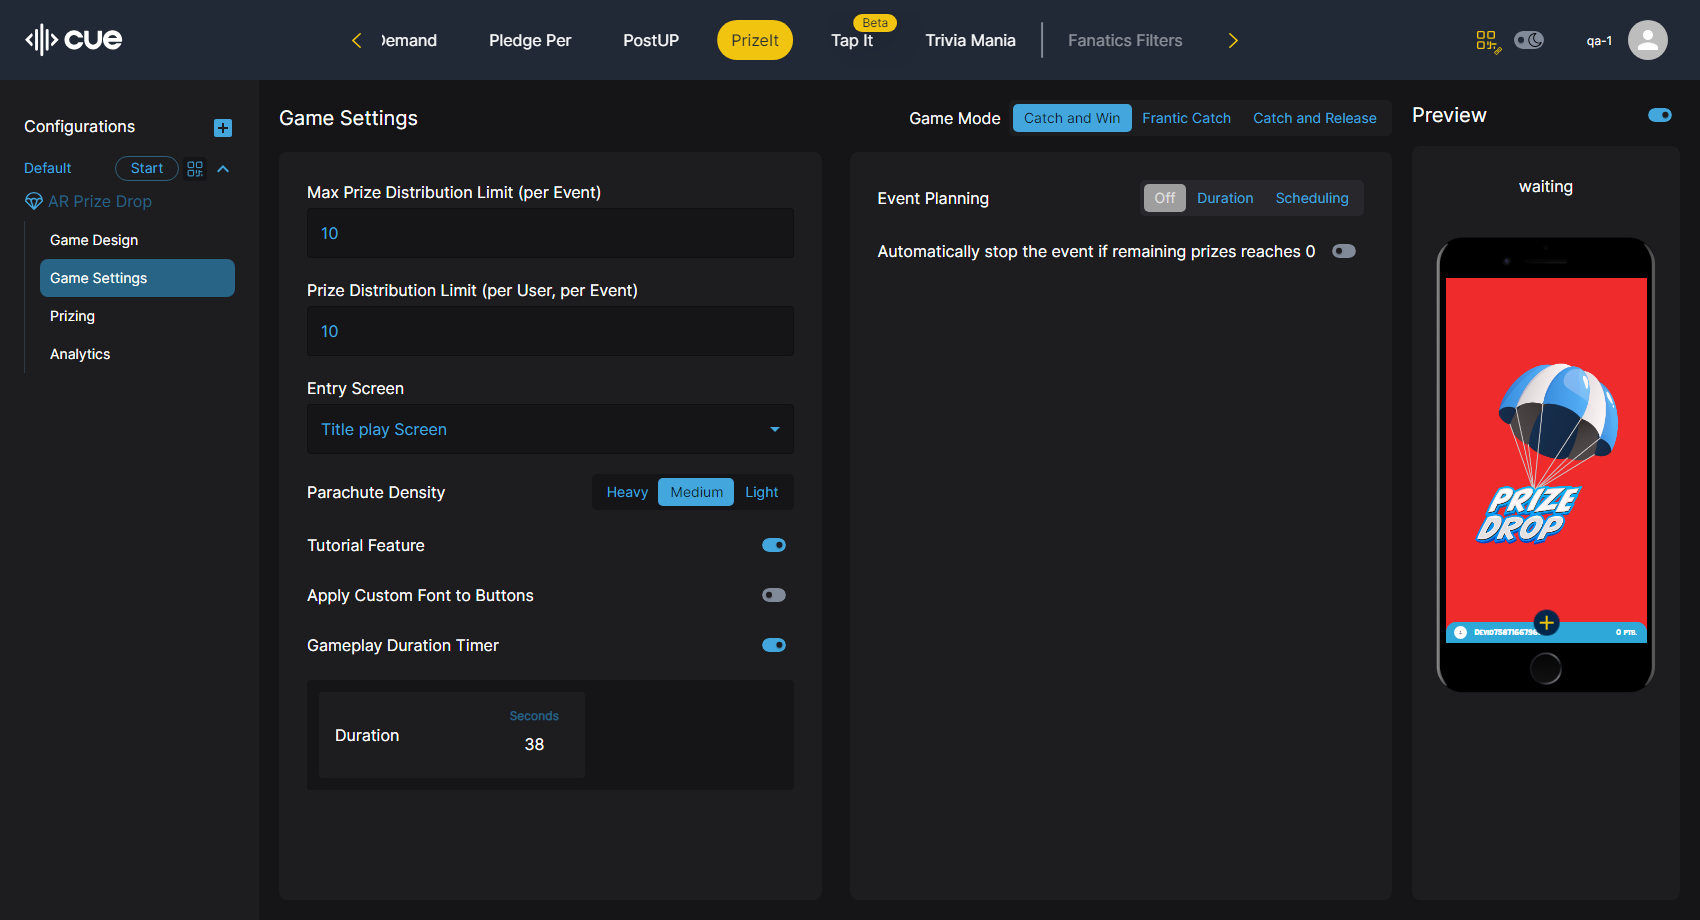 cue
Demand
Pledge Per
PostUP
PrizeIt
Beta
Tap It
Trivia Mania
Fanatics Filters
qa-1
Configurations
Default
Start
AR Prize Drop
Game Design
Game Settings
Prizing
Analytics
Game Settings
Game Mode
Catch and Win
Frantic Catch
Catch and Release
Max Prize Distribution Limit (per Event)
10
Prize Distribution Limit (per User, per Event)
10
Entry Screen
Title play Screen
Parachute Density
Heavy
Medium
Light
Tutorial Feature
Apply Custom Font to Buttons
Gameplay Duration Timer
Duration
Seconds
38
Event Planning
Off
Duration
Scheduling
Automatically stop the event if remaining prizes reaches 0
Preview
waiting
PRIZE
DROP
0 PTS.